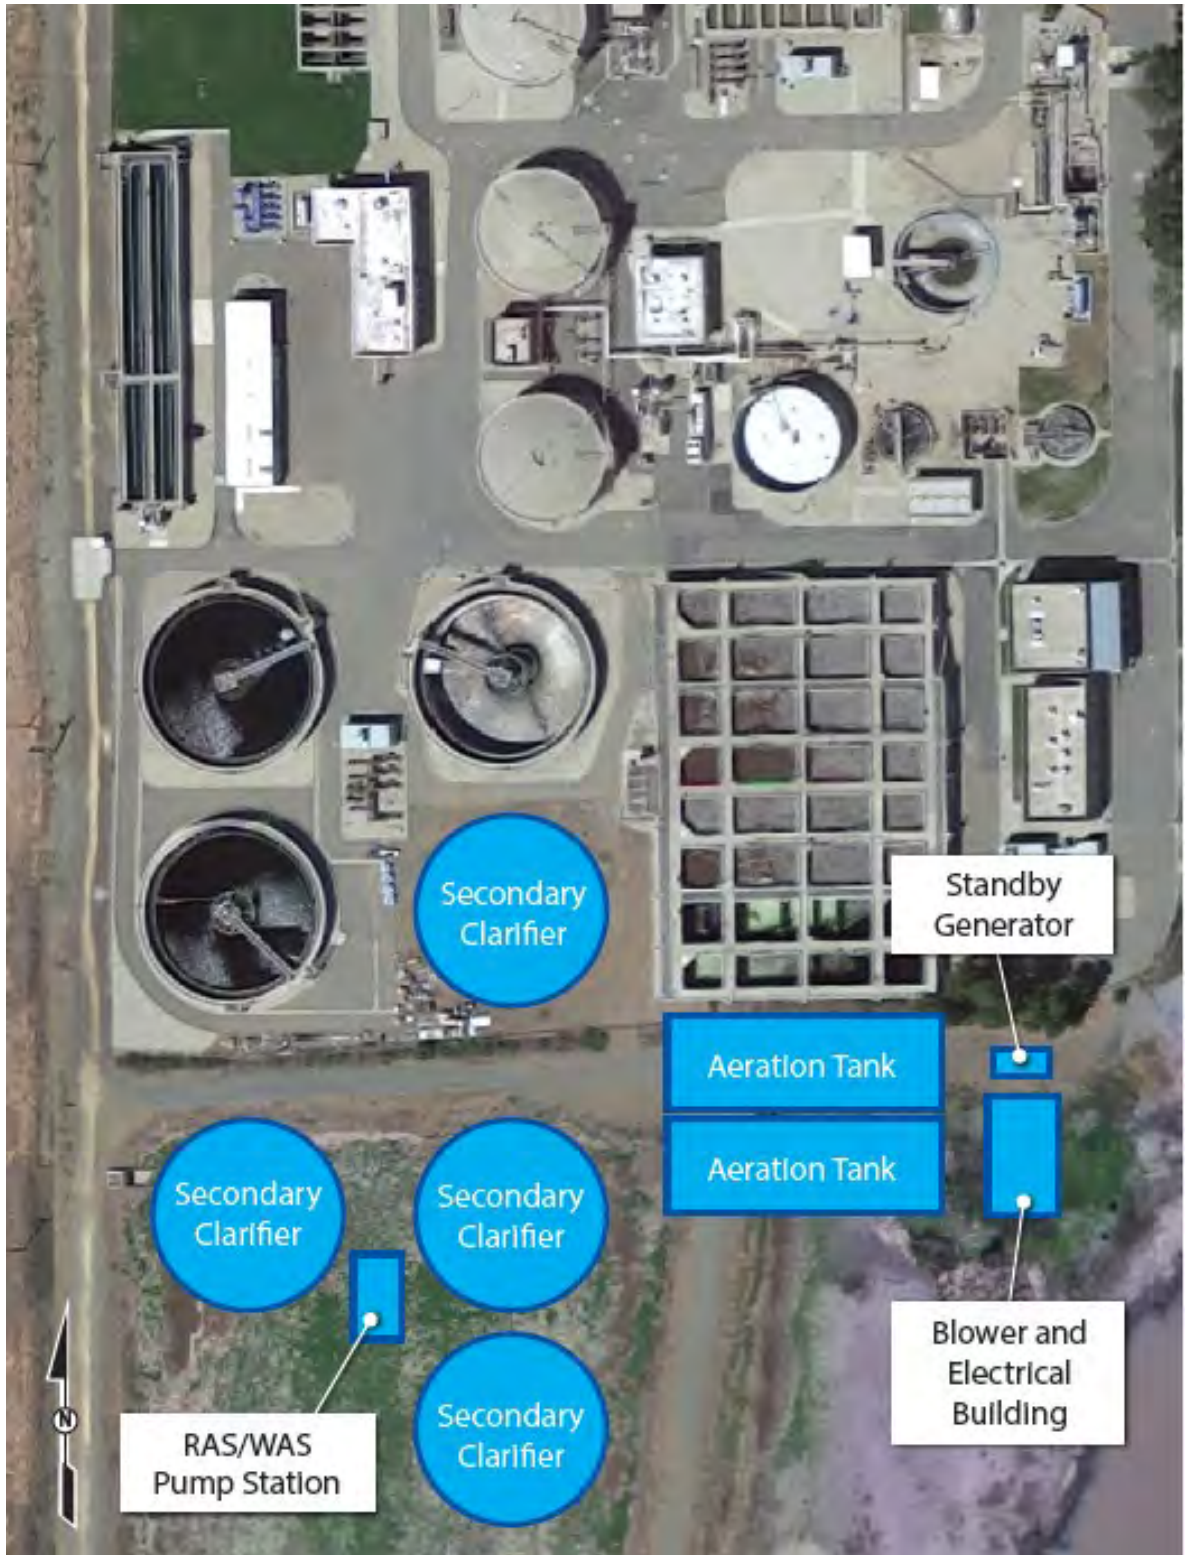 Secondary
Clarifier
Standby
Generator
Aeration Tank
Aeration Tank
Secondary
Clarifier
Secondary
Clarifier
Blower and
Electrical
Building
Secondary
Clarifier
RAS/WAS
Pump Station
N